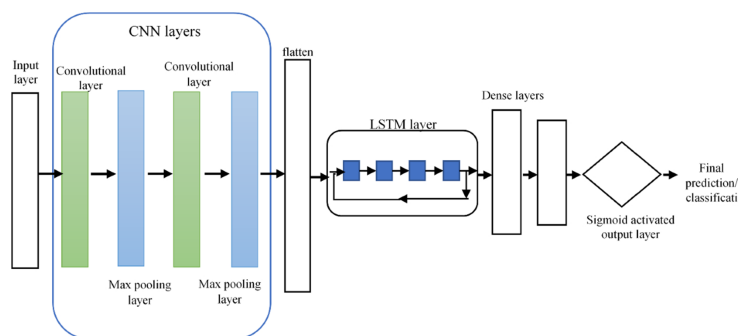 CNN layers
Input
layer
Convolutional
layer
Convolutional
layer
Max pooling
layer
Max pooling
layer
flatten
LSTM layer
Dense layers
Sigmoid activated
output layer
Final
prediction/
classificati